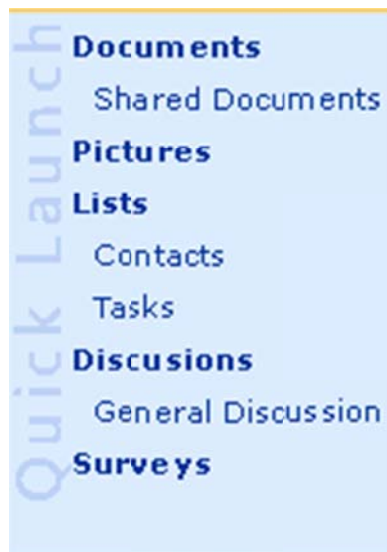 Quick Launch
Documents
Shared Documents
Pictures
Lists
Contacts
Tasks
Discusions
General Discussion
Surveys